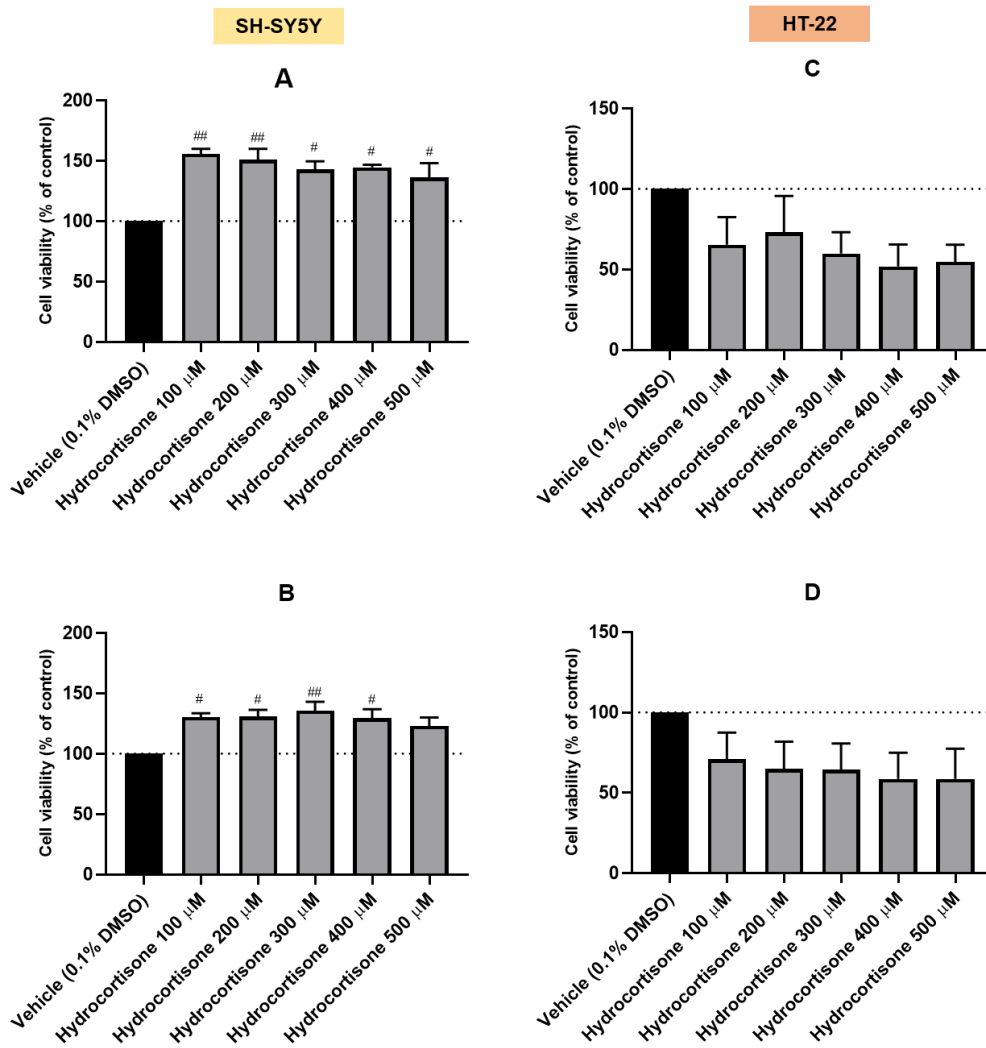 SH-SY5Y
HT-22
A
Cell viability (% of control)
200
150
100
50
0
##
##
#
#
#
Vehicle (0.1% DMSO)
Hydrocortisone 100 μM
Hydrocortisone 200 μM
Hydrocortisone 300 μM
Hydrocortisone 400 μM
Hydrocortisone 500 μM
C
Cell viability (% of control)
150
100
50
0
Vehicle (0.1% DMSO)
Hydrocortisone 100 μM
Hydrocortisone 200 μM
Hydrocortisone 300 μM
Hydrocortisone 400 μM
Hydrocortisone 500 μM
B
Cell viability (% of control)
200
150
100
50
0
#
#
##
#
Vehicle (0.1% DMSO)
Hydrocortisone 100 μM
Hydrocortisone 200 μM
Hydrocortisone 300 μM
Hydrocortisone 400 μM
Hydrocortisone 500 μM
D
Cell viability (% of control)
150
100
50
0
Vehicle (0.1% DMSO)
Hydrocortisone 100 μM
Hydrocortisone 200 μM
Hydrocortisone 300 μM
Hydrocortisone 400 μM
Hydrocortisone 500 μM